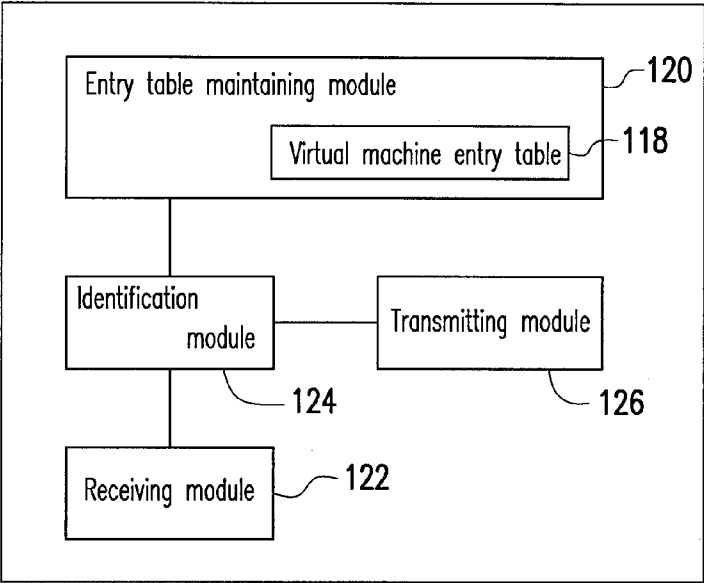 Entry table maintaining module
120
Virtual machine entry table
118
Identification
module
Transmitting module
124
126
Receiving module
122